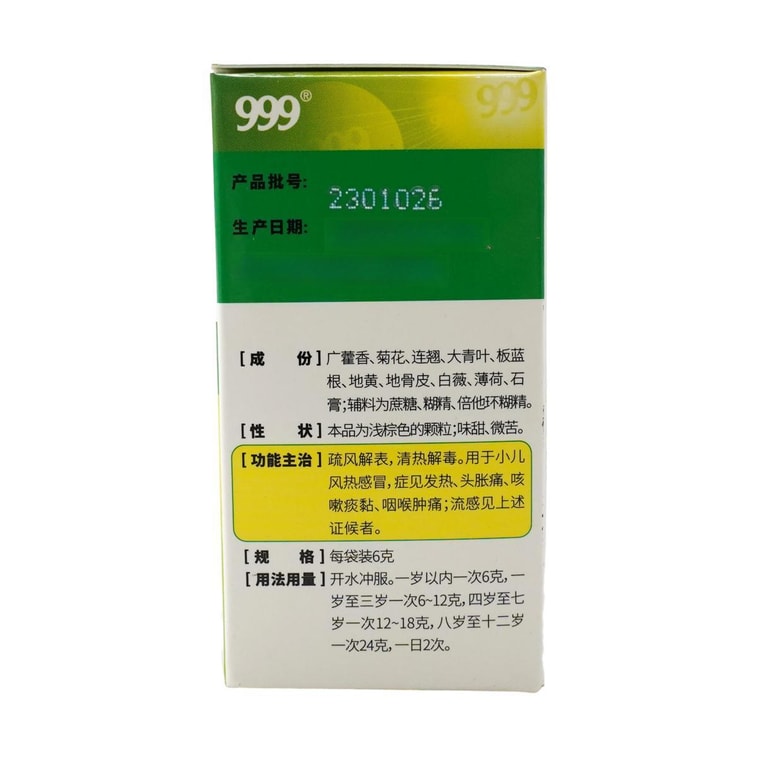 999®
999
产品批号:
2301026
生产日期:
[成 份] 广藿香、菊花、连翘、大青叶、板蓝
根、地黄、地骨皮、白薇、薄荷、石
膏;辅料为蔗糖、糊精、倍他环糊精。
[性 状] 本品为浅棕色的颗粒;味甜、微苦。
[功能主治] 疏风解表,清热解毒。用于小儿
风热感冒,症见发热、头胀痛、咳
嗽痰黏、咽喉肿痛;流感见上述
证候者。
[规 格] 每袋装6克
[用法用量] 开水冲服。一岁以内一次6克,一
岁至三岁一次6~12克,四岁至七
岁一次12~18克,八岁至十二岁
一次24克,一日2次。